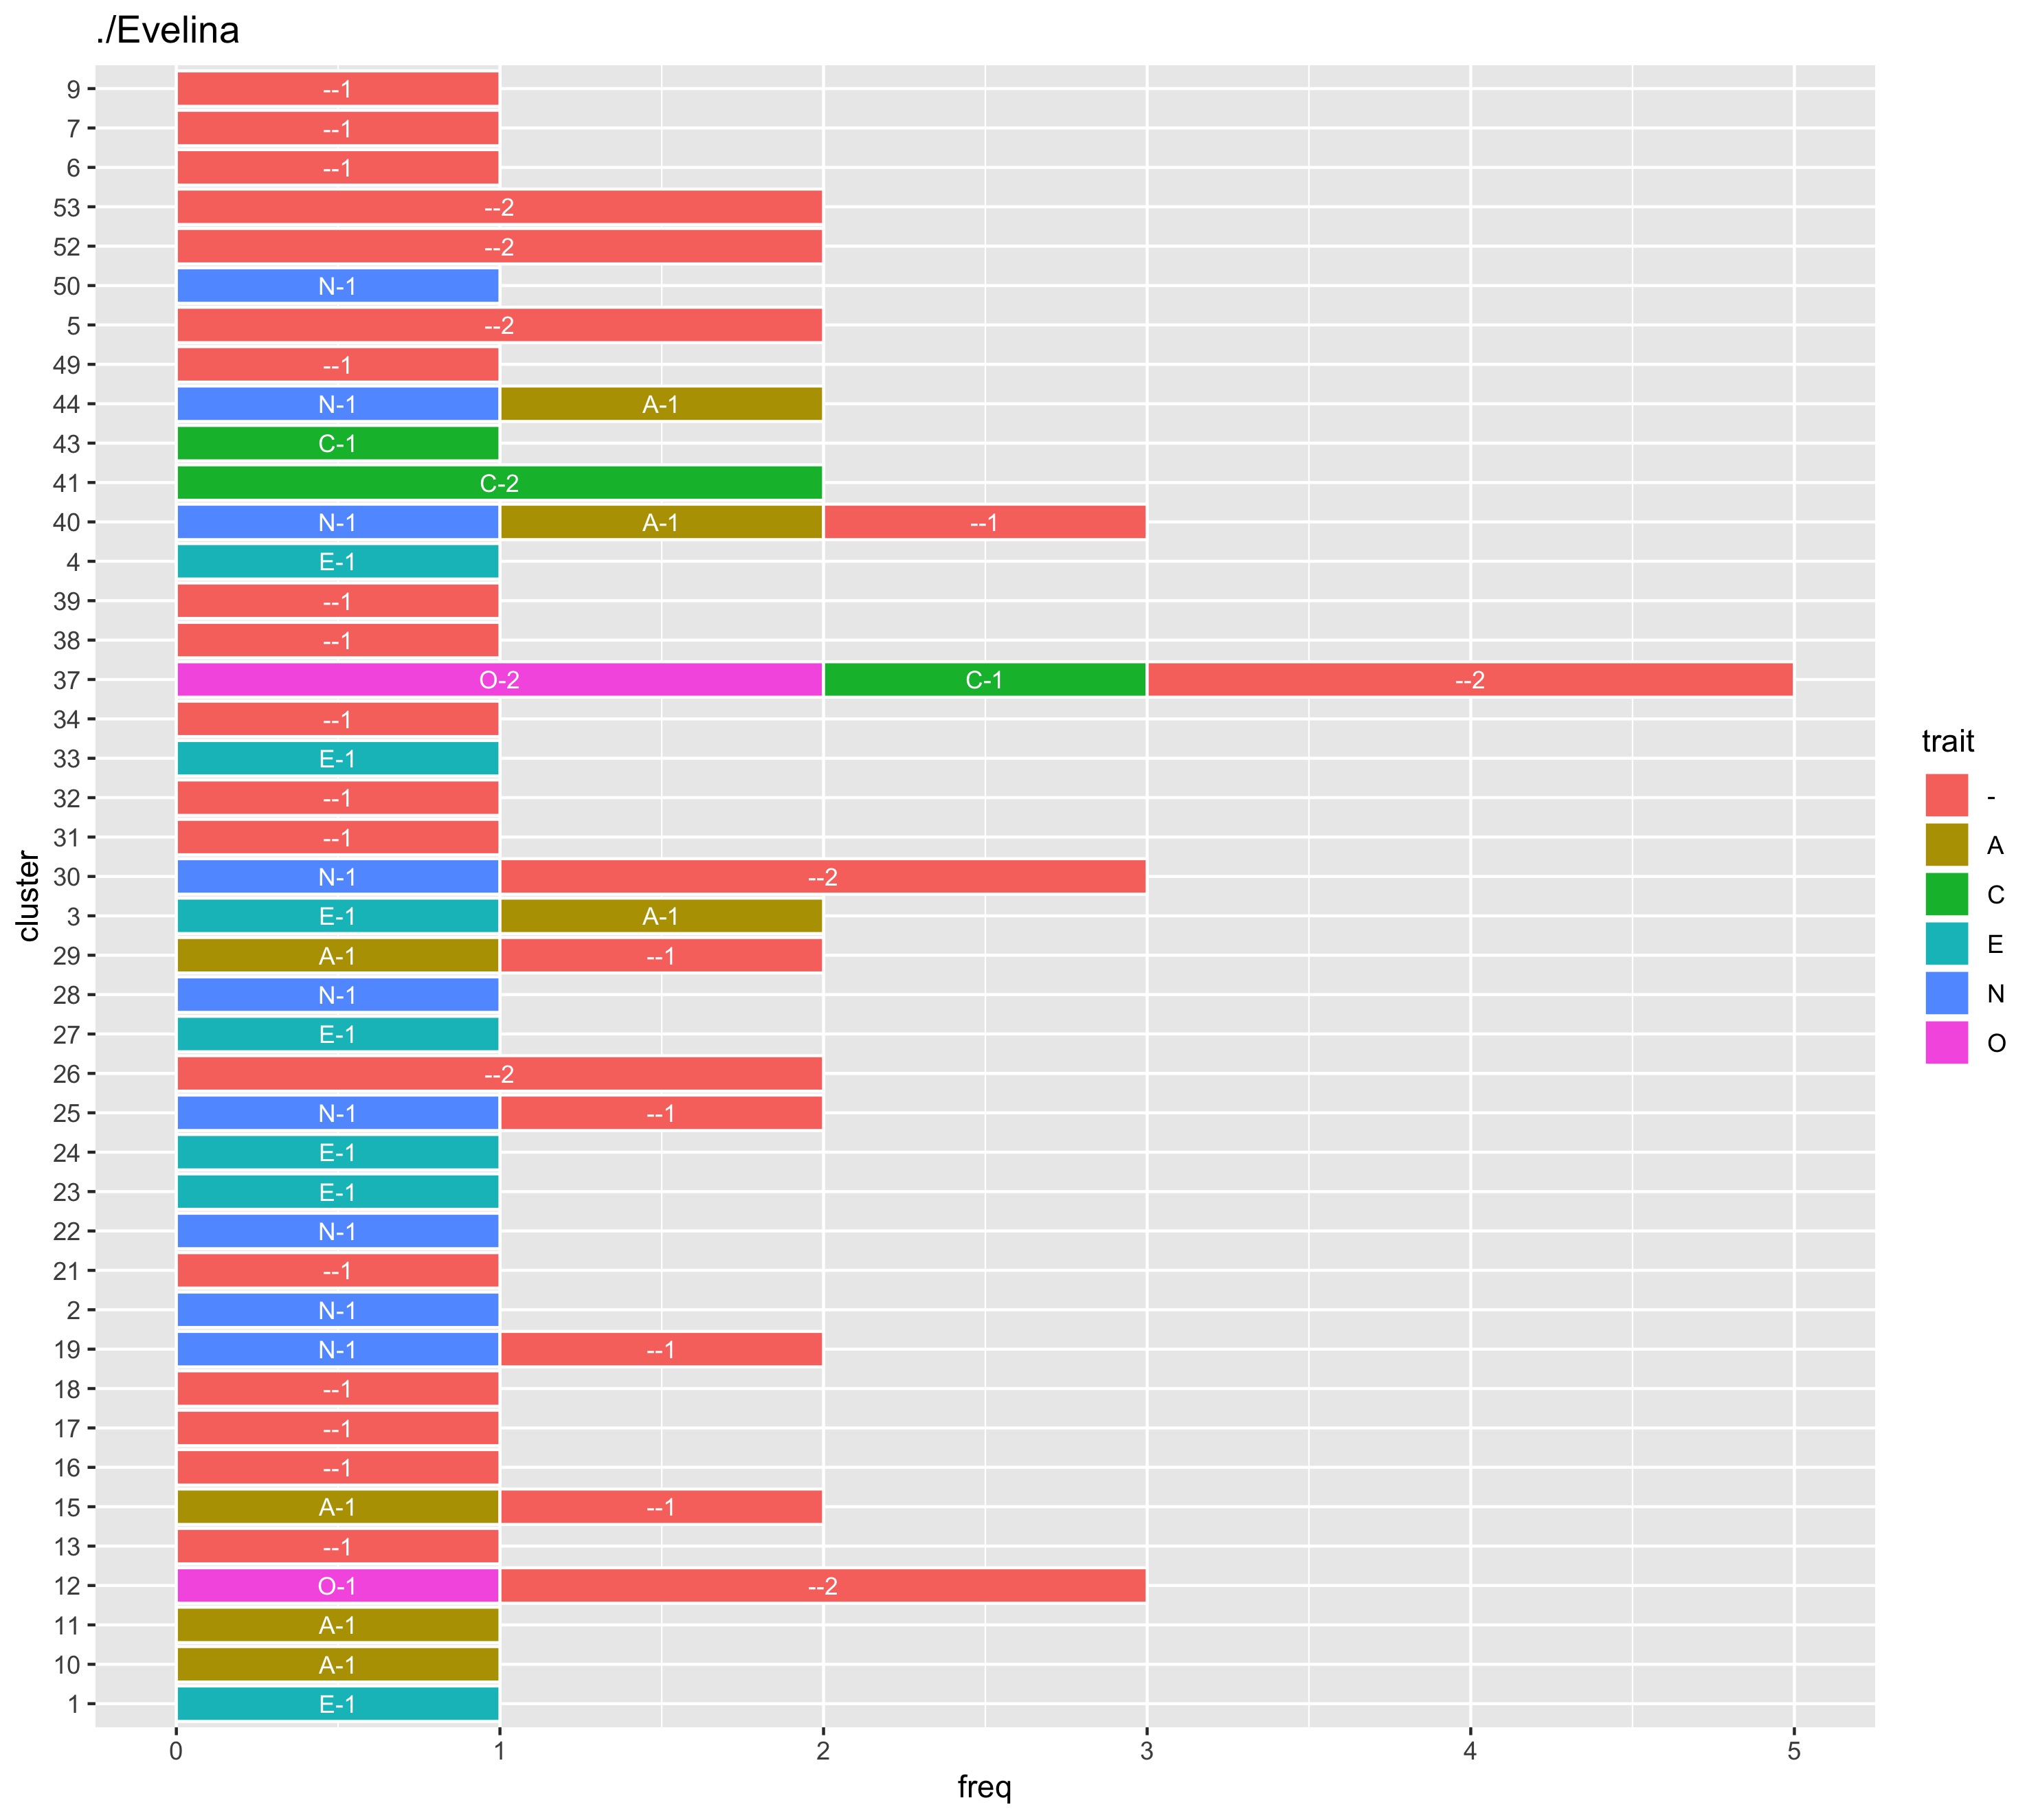 ./Evelina
9 --1
7 --1
6 --1
53 --2
52 --2
50 N-1
5 --2
49 --1
44 N-1 A-1
43 C-1
41 C-2
40 N-1 A-1 --1
4 E-1
39 --1
38 --1
37 O-2 C-1 --2
34 --1
33 E-1
32 --1
31 --1
30 N-1 --2
3 E-1 A-1
29 A-1 --1
28 N-1
27 E-1
26 --2
25 N-1 --1
24 E-1
23 E-1
22 N-1
21 --1
2 N-1
19 N-1 --1
18 --1
17 --1
16 --1
15 A-1 --1
13 --1
12 O-1 --2
11 A-1
10 A-1
1 E-1
0 1 2 3 4 5
freq
cluster
trait
-
A
C
E
N
O